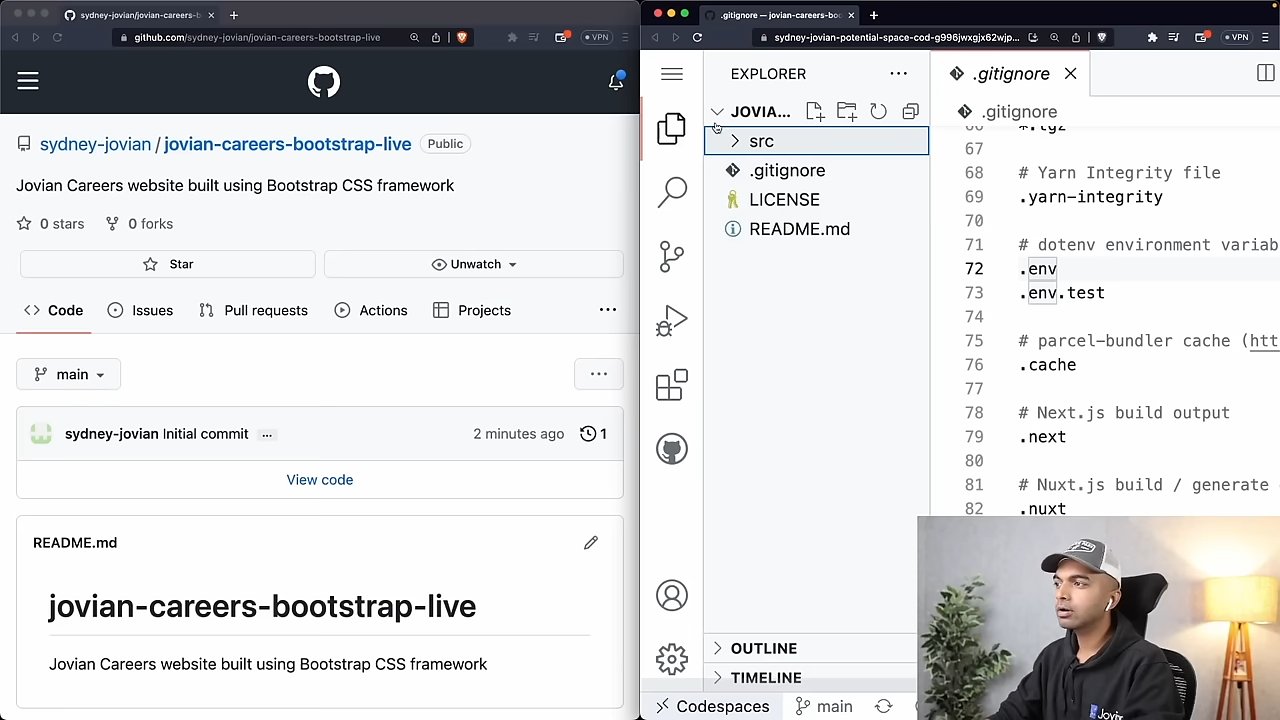 sydney-jovian/jovian-careers-b
github.com/sydney-jovian/jovian-careers-bootstrap-live
VPN
sydney-jovian / jovian-careers-bootstrap-live
Public
Jovian Careers website built using Bootstrap CSS framework
0 stars
0 forks
Star
Unwatch
Code
Issues
Pull requests
Actions
Projects
main
sydney-jovian Initial commit
2 minutes ago
1
View code
README.md
jovian-careers-bootstrap-live
Jovian Careers website built using Bootstrap CSS framework
.gitignore — jovian-careers-boo
sydney-jovian-potential-space-cod-g996jwxgjx62wjp...
VPN
EXPLORER
JOVIA...
src
.gitignore
LICENSE
README.md
OUTLINE
TIMELINE
Codespaces
main
.gitignore
.gitignore
66 *.tgz
67
68 # Yarn Integrity file
69 .yarn-integrity
70
71 # dotenv environment variab
72 .env
73 .env.test
74
75 # parcel-bundler cache (htt
76 .cache
77
78 # Next.js build output
79 .next
80
81 # Nuxt.js build / generate
82 .nuxt